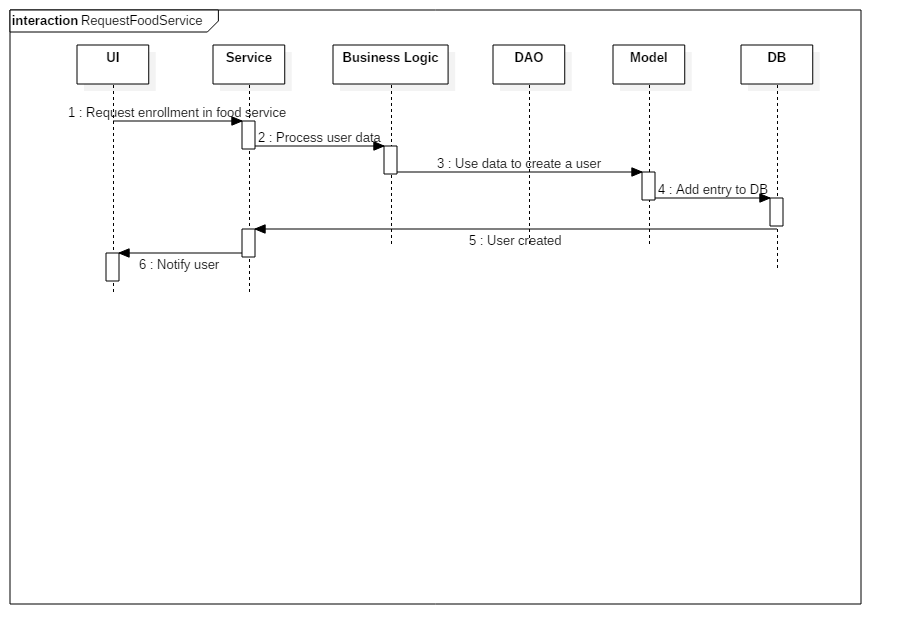 interaction RequestFoodService
UI
Service
Business Logic
DAO
Model
DB
1 : Request enrollment in food service
2 : Process user data
3 : Use data to create a user
4 : Add entry to DB
5 : User created
6 : Notify user